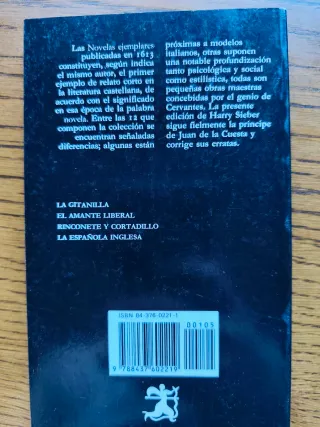 Las Novelas ejemplares
publicadas en 1613
constituyen, según indica
el mismo autor, el primer
ejemplo de relato corto en
la literatura castellana, de
acuerdo con el significado
en esa época de la palabra
novela. Entre las 12 que
componen la colección se
encuentran señaladas
diferencias; algunas están
próximas a modelos
italianos, otras suponen
una notable profundización
tanto psicológica y social
como estilística, todas son
pequeñas obras maestras
concebidas por el genio de
Cervantes. La presente
edición de Harry Sieber
sigue fielmente la príncipe
de Juan de la Cuesta y
corrige sus erratas.
LA GITANILLA
EL AMANTE LIBERAL
RINCONETE Y CORTADILLO
LA ESPAÑOLA INGLESA
ISBN 84-376-0221-1
00105
9 788437 602219